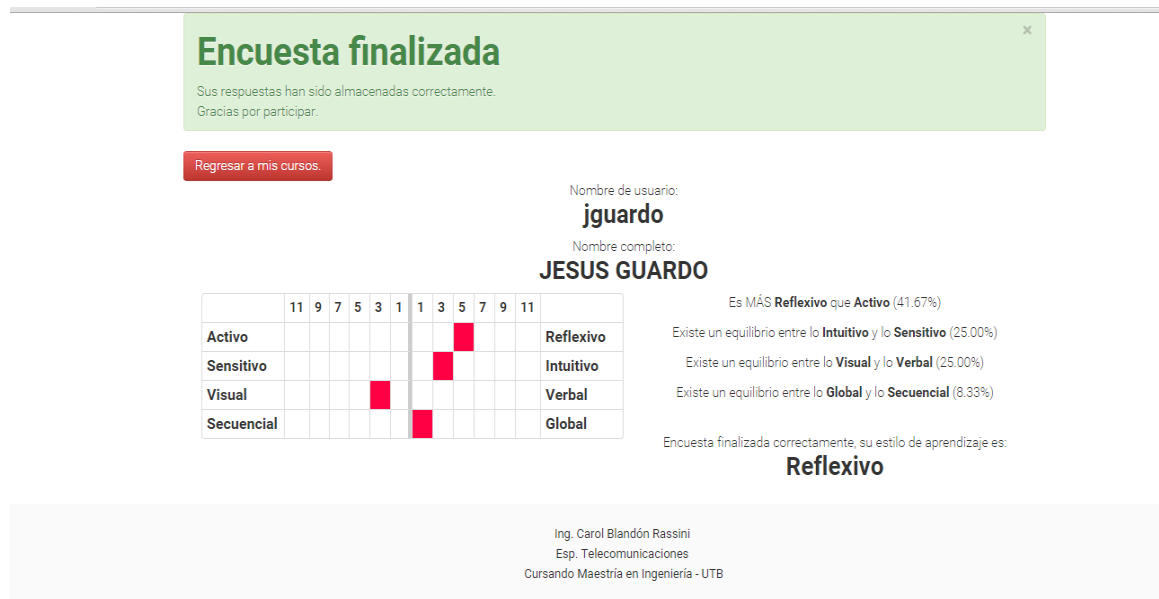 Encuesta finalizada
×
Sus respuestas han sido almacenadas correctamente.
Gracias por participar.
Regresar a mis cursos.
Nombre de usuario:
jguardo
Nombre completo:
JESUS GUARDO
11 9 7 5 3 1 1 3 5 7 9 11
Activo Reflexivo
Sensitivo Intuitivo
Visual Verbal
Secuencial Global
Es MÁS Reflexivo que Activo (41.67%)
Existe un equilibrio entre lo Intuitivo y lo Sensitivo (25.00%)
Existe un equilibrio entre lo Visual y lo Verbal (25.00%)
Existe un equilibrio entre lo Global y lo Secuencial (8.33%)
Encuesta finalizada correctamente, su estilo de aprendizaje es:
Reflexivo
Ing. Carol Blandón Rassini
Esp. Telecomunicaciones
Cursando Maestría en Ingeniería - UTB